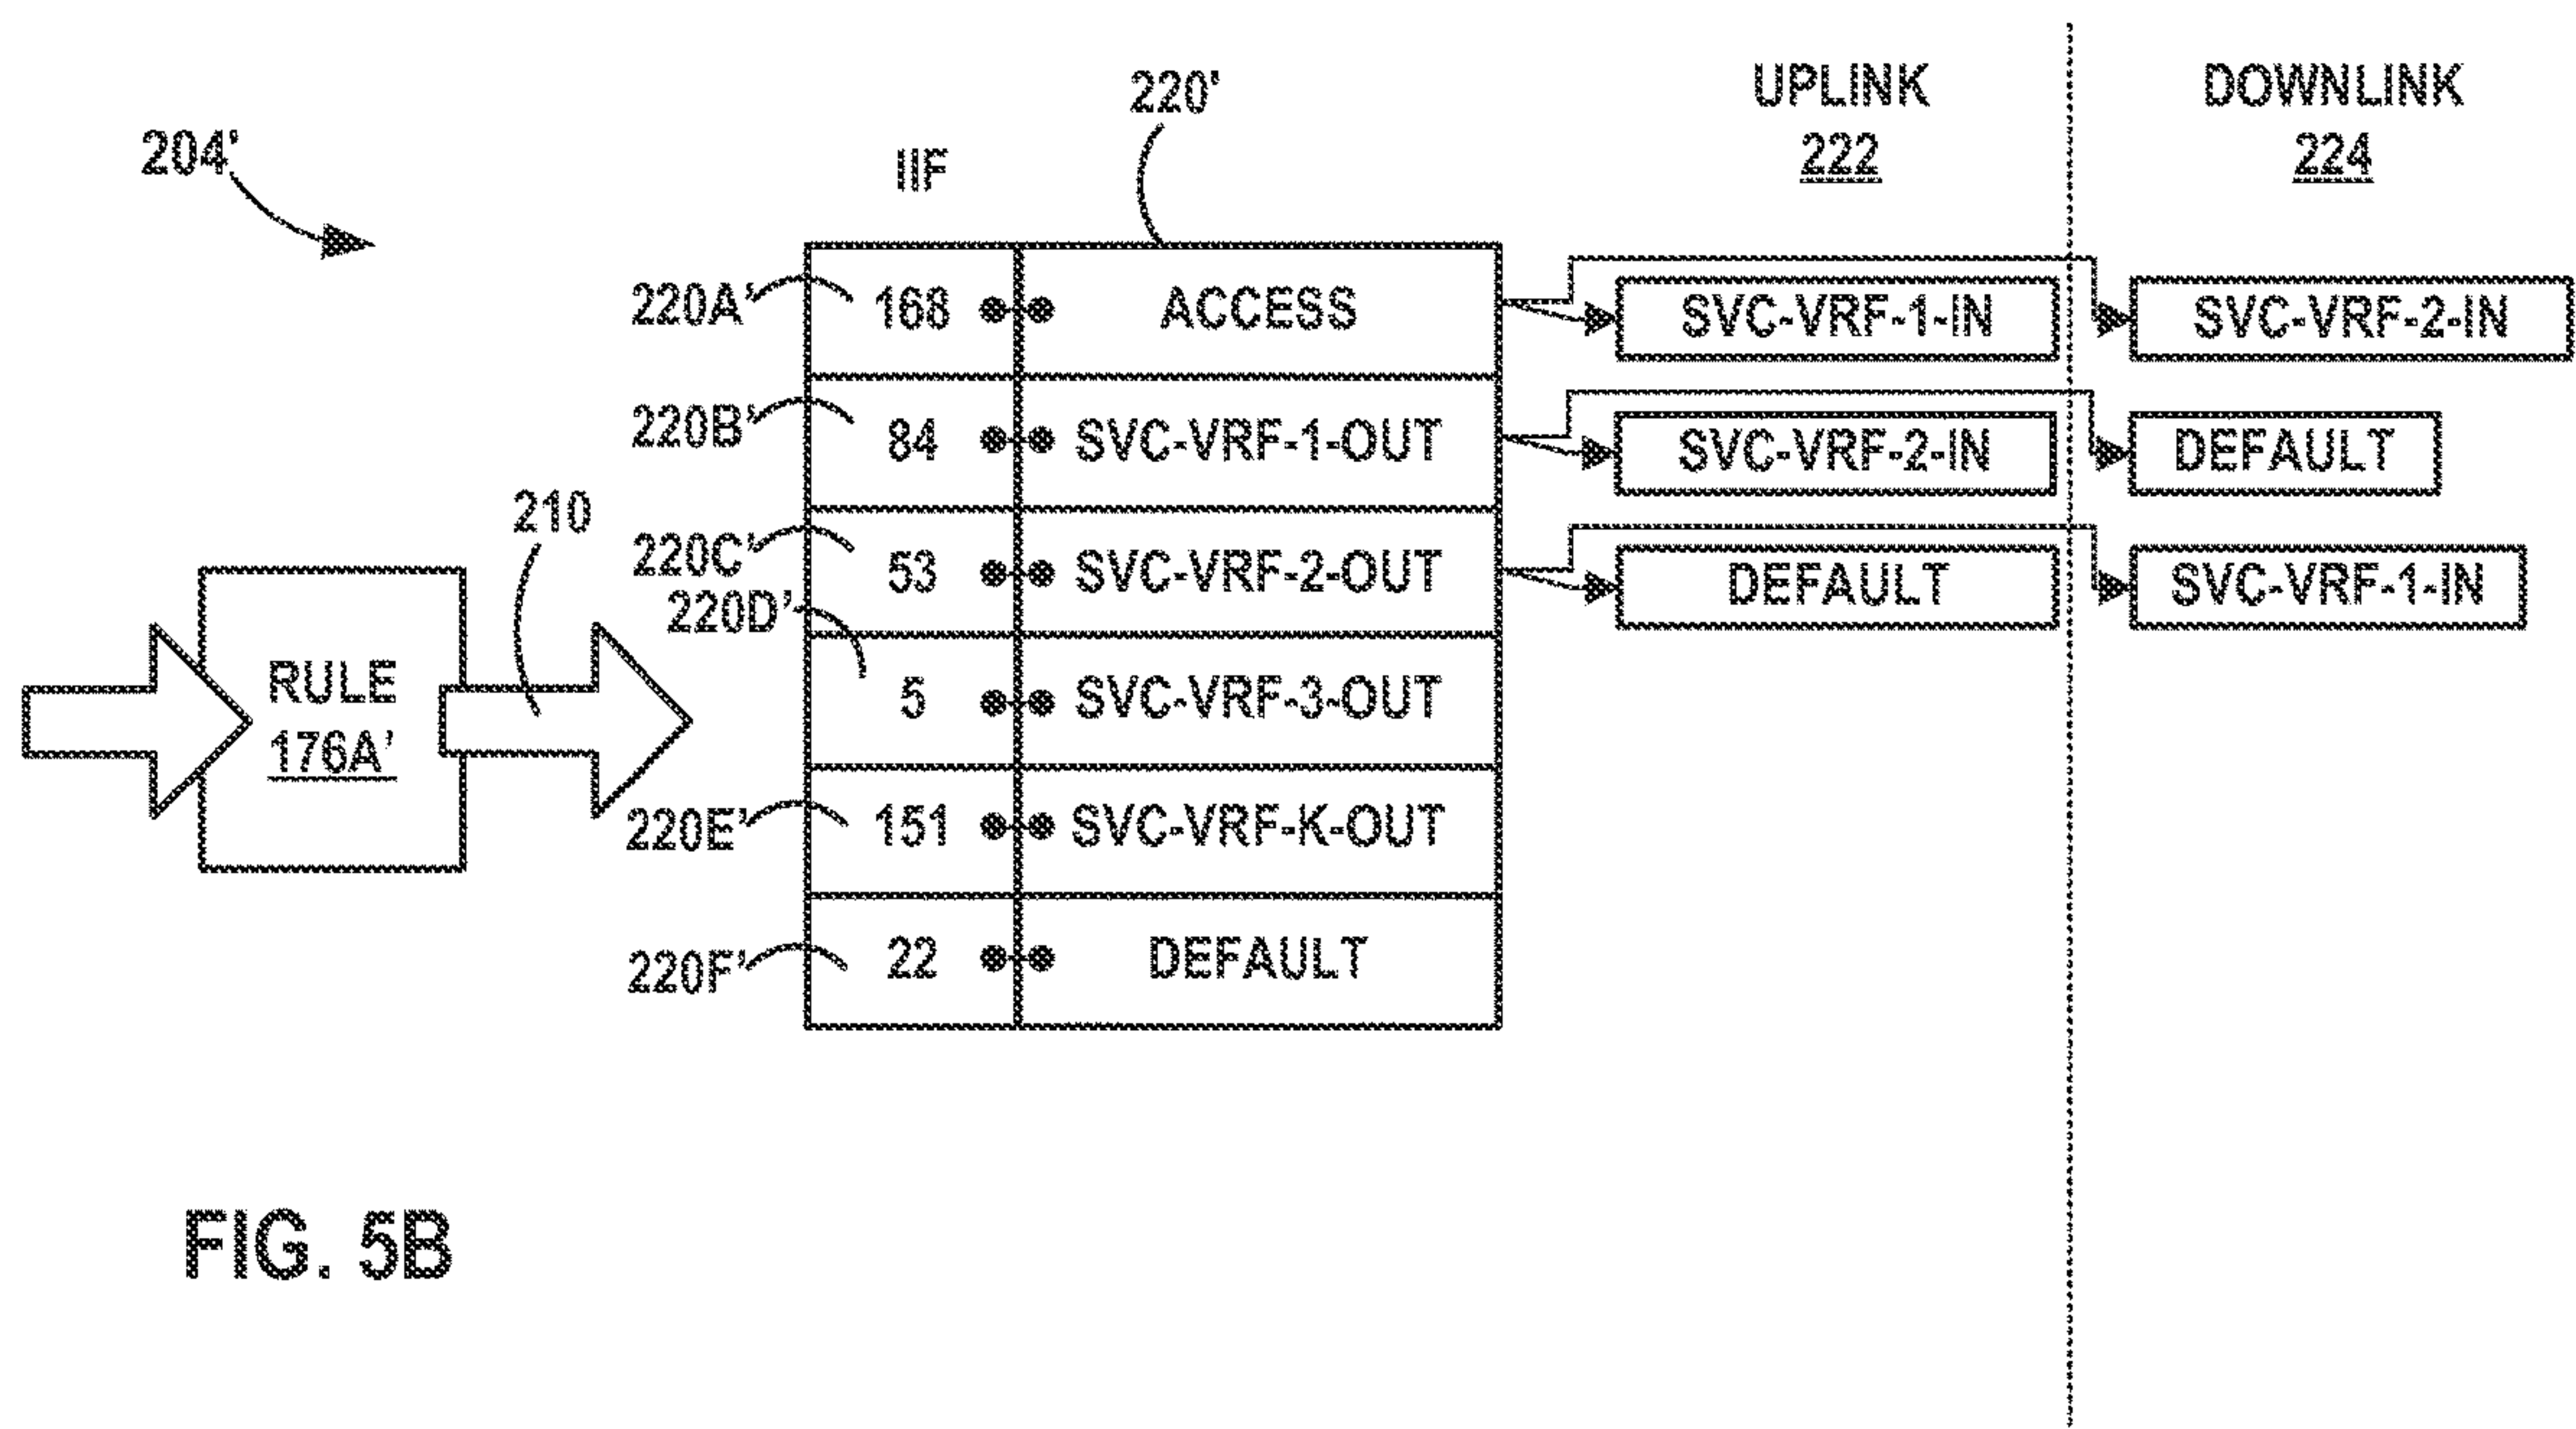 UPLINK
222
DOWNLINK
224
204'
IIF
220'
220A' 168 ACCESS SVC-VRF-1-IN SVC-VRF-2-IN
220B' 84 SVC-VRF-1-OUT SVC-VRF-2-IN DEFAULT
220C' 53 SVC-VRF-2-OUT DEFAULT SVC-VRF-1-IN
220D' 5 SVC-VRF-3-OUT
220E' 151 SVC-VRF-K-OUT
220F' 22 DEFAULT
210
RULE
176A'
FIG. 5B